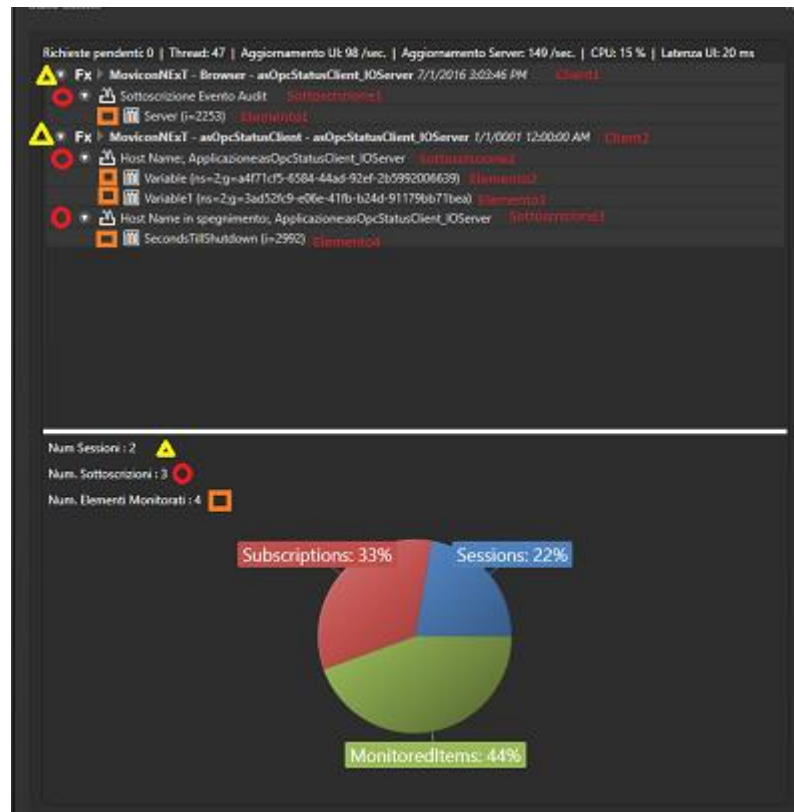 Richieste pendenti: 0 | Thread: 47 | Aggiornamento UI: 98 /sec. | Aggiornamento Server: 149 /sec. | CPU: 15 % | Latenza UI: 20 ms
Fx MoviconNExT - Browser - asOpcStatusClient_IOServer 7/1/2016 3:03:46 PM Client1
Sottoscrizione Evento Audit Sottoscrizione1
Server (i=2253) Elemento1
Fx MoviconNExT - asOpcStatusClient - asOpcStatusClient_IOServer 1/1/0001 12:00:00 AM Client2
Host Name:, ApplicazioneasOpcStatusClient_IOServer Sottoscrizione2
Variable (ns=2;g=a4f71cf5-6584-44ad-92ef-2b5992006639) Elemento2
Variable1 (ns=2;g=3ad52fc9-e06e-41fb-b24d-91179bb71bea) Elemento3
Host Name in spegnimento:, ApplicazioneasOpcStatusClient_IOServer Sottoscrizione3
SecondsTillShutdown (i=2992) Elemento4
Num Sessioni : 2
Num. Sottoscrizioni : 3
Num. Elementi Monitorati : 4
Subscriptions: 33%
Sessions: 22%
MonitoredItems: 44%